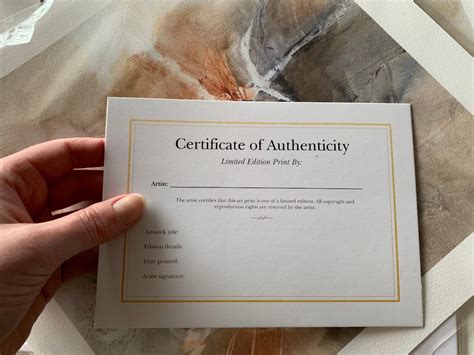 Certificate of Authenticity
Limited Edition Print By:
Artist:
The artist certifies that this art print is one of a limited edition. All copyright and
reproduction rights are reserved by the artist.
Artwork title:
Edition details:
Year printed:
Artist signature: